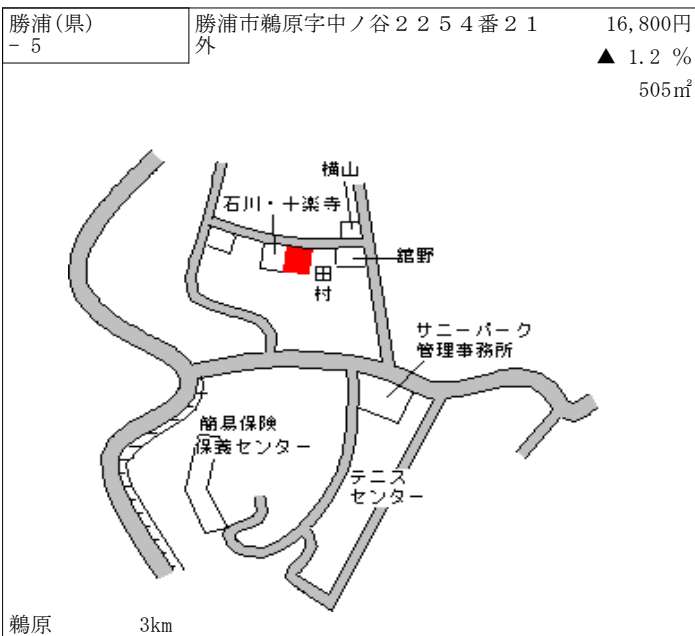 勝浦(県)
- 5
勝浦市鵜原字中ノ谷２２５４番２１
外
16,800円
▲ 1.2 %
505㎡
横山
石川・十楽寺
舘野
田
村
サニーパーク
管理事務所
簡易保険
保養センター
テニス
センター
鵜原 3km